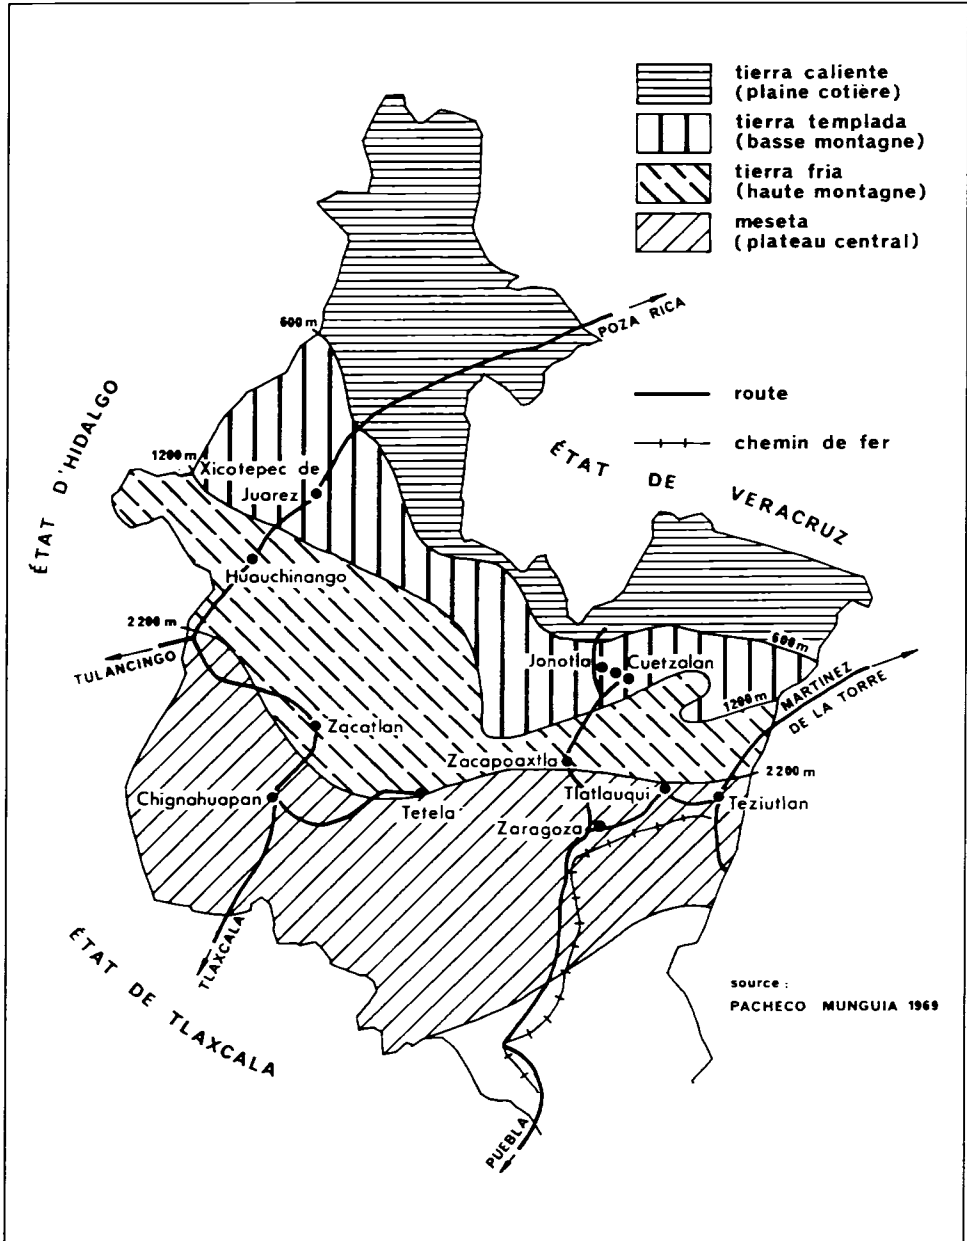 tierra caliente
(plaine cotière)
tierra templada
(basse montagne)
tierra fria
(haute montagne)
meseta
(plateau central)
route
chemin de fer
POZA RICA
600 m
ÉTAT D'HIDALGO
1200 m
Xicotepec de
Juarez
ÉTAT DE VERACRUZ
Huauchinango
2200 m
TULANCINGO
Jonotla
Cuetzalan
600 m
1200 m
MARTINEZ
DE LA TORRE
Zacatlan
Zacapoaxtla
2200 m
Chignahuapan
Tetela
Tlatlauqui
Teziutlan
Zaragoza
TLAXCALA
ÉTAT DE TLAXCALA
source :
PACHECO MUNGUIA 1969
PUEBLA